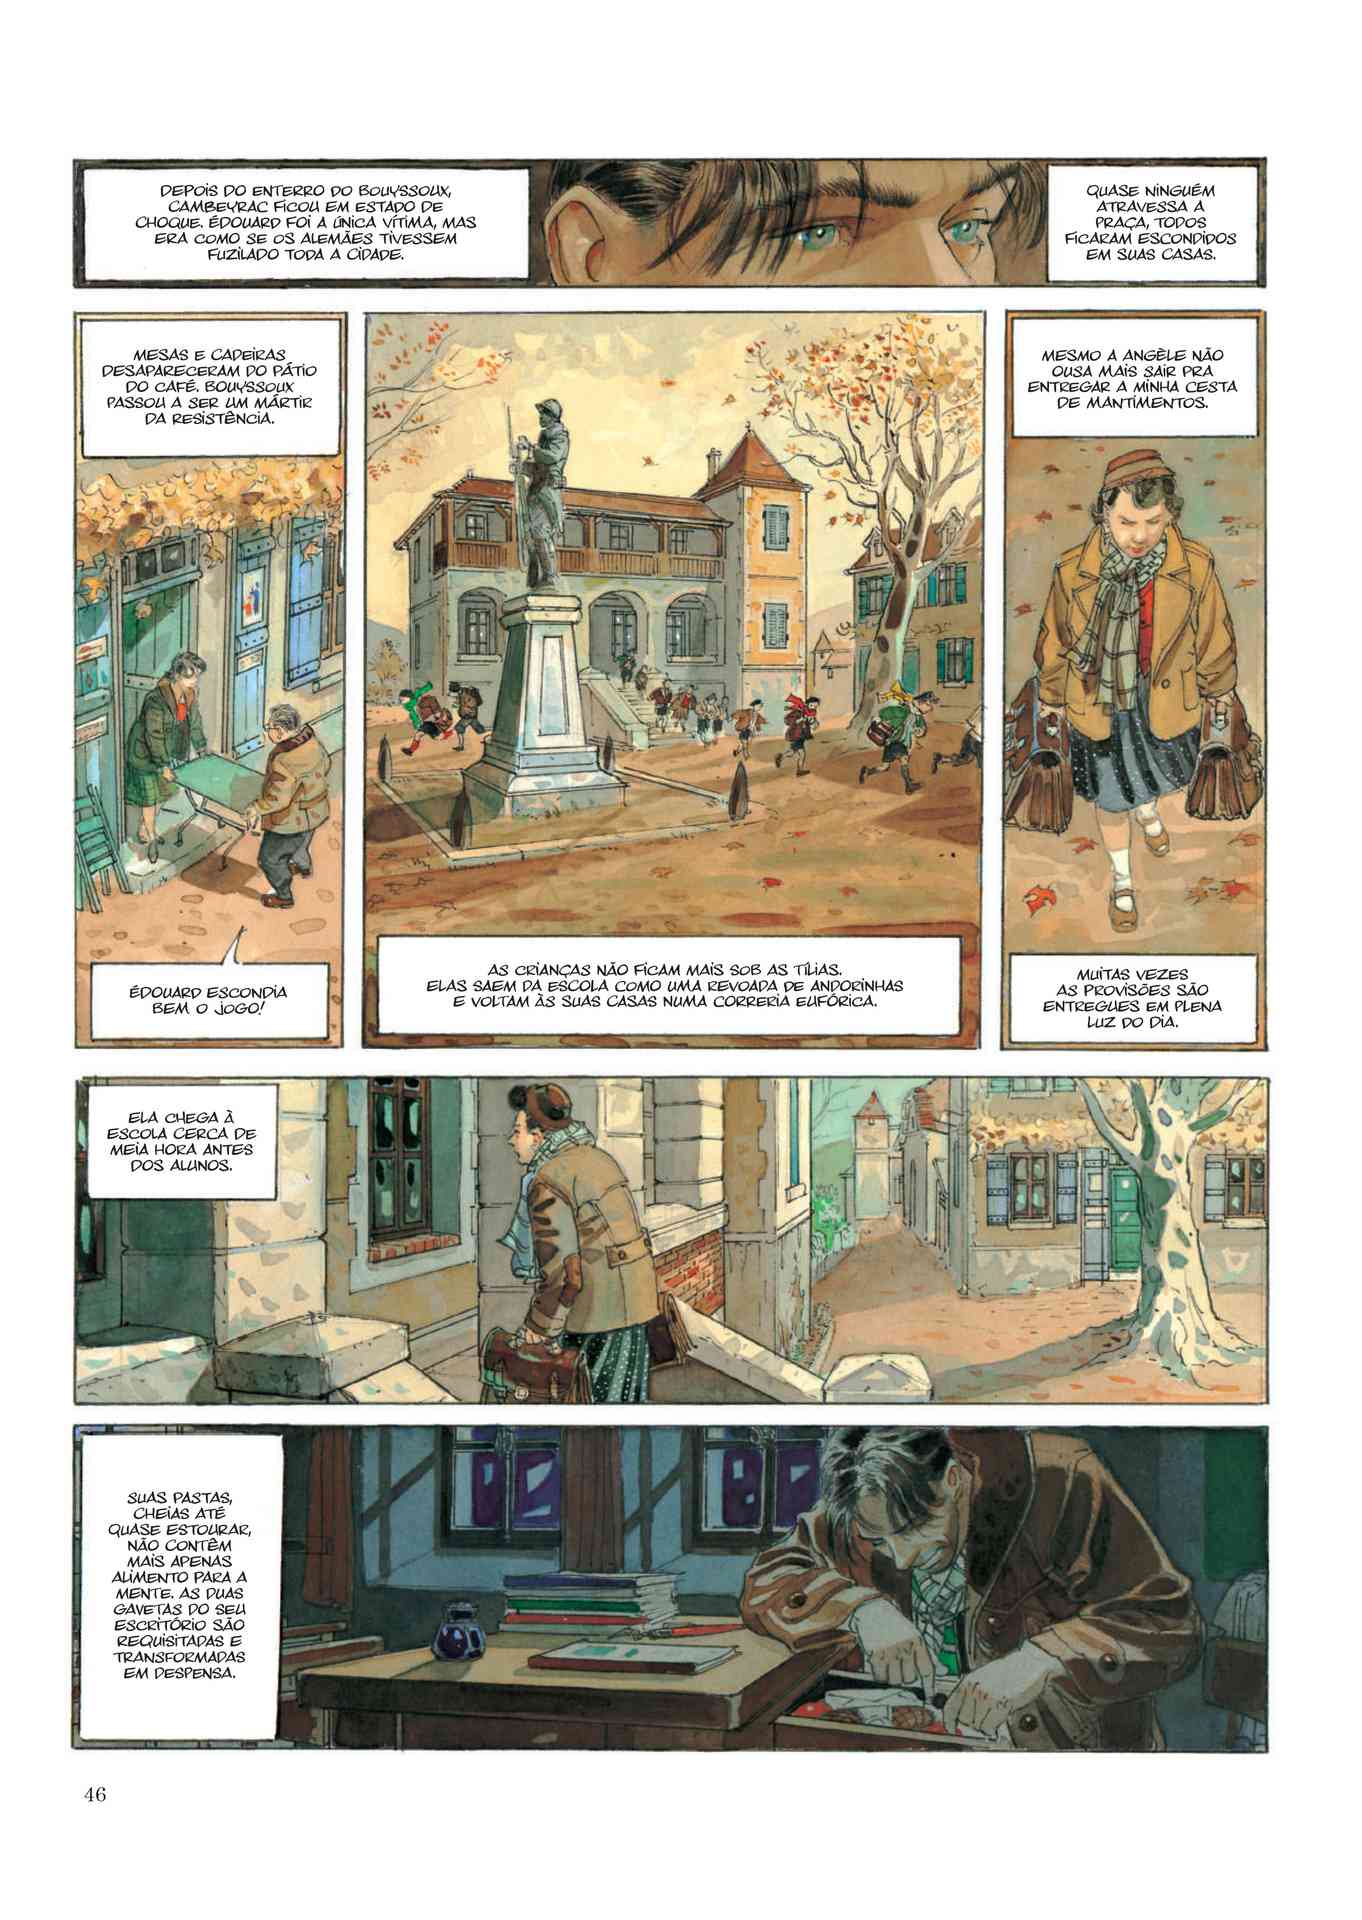 DEPOIS DO ENTERRO DO BOUYSSOUX,
CAMBEYRAC FICOU EM ESTADO DE
CHOQUE. ÉDOUARD FOI A ÚNICA VÍTIMA, MAS
ERA COMO SE OS ALEMÃES TIVESSEM
FUZILADO TODA A CIDADE.
QUASE NINGUÉM
ATRAVESSA A
PRAÇA, TODOS
FICARAM ESCONDIDOS
EM SUAS CASAS.
MESAS E CADEIRAS
DESAPARECERAM DO PÁTIO
DO CAFÉ. BOUYSSOUX
PASSOU A SER UM MÁRTIR
DA RESISTÊNCIA.
ÉDOUARD ESCONDIA
BEM O JOGO!
AS CRIANÇAS NÃO FICAM MAIS SOB AS TÍLIAS.
ELAS SAEM DA ESCOLA COMO UMA REVOADA DE ANDORINHAS
E VOLTAM ÀS SUAS CASAS NUMA CORRERIA EUFÓRICA.
MESMO A ANGÈLE NÃO
OUSA MAIS SAIR PRA
ENTREGAR A MINHA CESTA
DE MANTIMENTOS.
MUITAS VEZES
AS PROVISÕES SÃO
ENTREGUES EM PLENA
LUZ DO DIA.
ELA CHEGA À
ESCOLA CERCA DE
MEIA HORA ANTES
DOS ALUNOS.
SUAS PASTAS,
CHEIAS ATÉ
QUASE ESTOURAR,
NÃO CONTÊM
MAIS APENAS
ALIMENTO PARA A
MENTE. AS DUAS
GAVETAS DO SEU
ESCRITÓRIO SÃO
REQUISITADAS E
TRANSFORMADAS
EM DESPENSA.
46